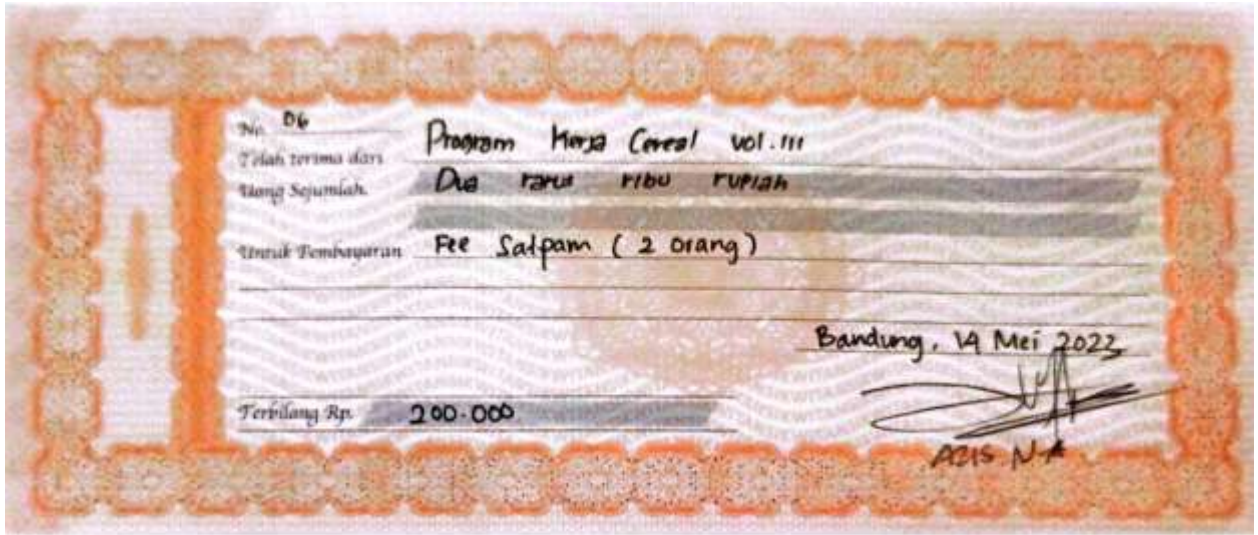 No. 06
Telah terima dari Program Kerja Cereal vol.III
Uang Sejumlah Dua ratus ribu rupiah
Untuk Pembayaran Fee Satpam (2 orang)
Bandung, 14 Mei 2022
Terbilang Rp. 200.000
AZIS N A